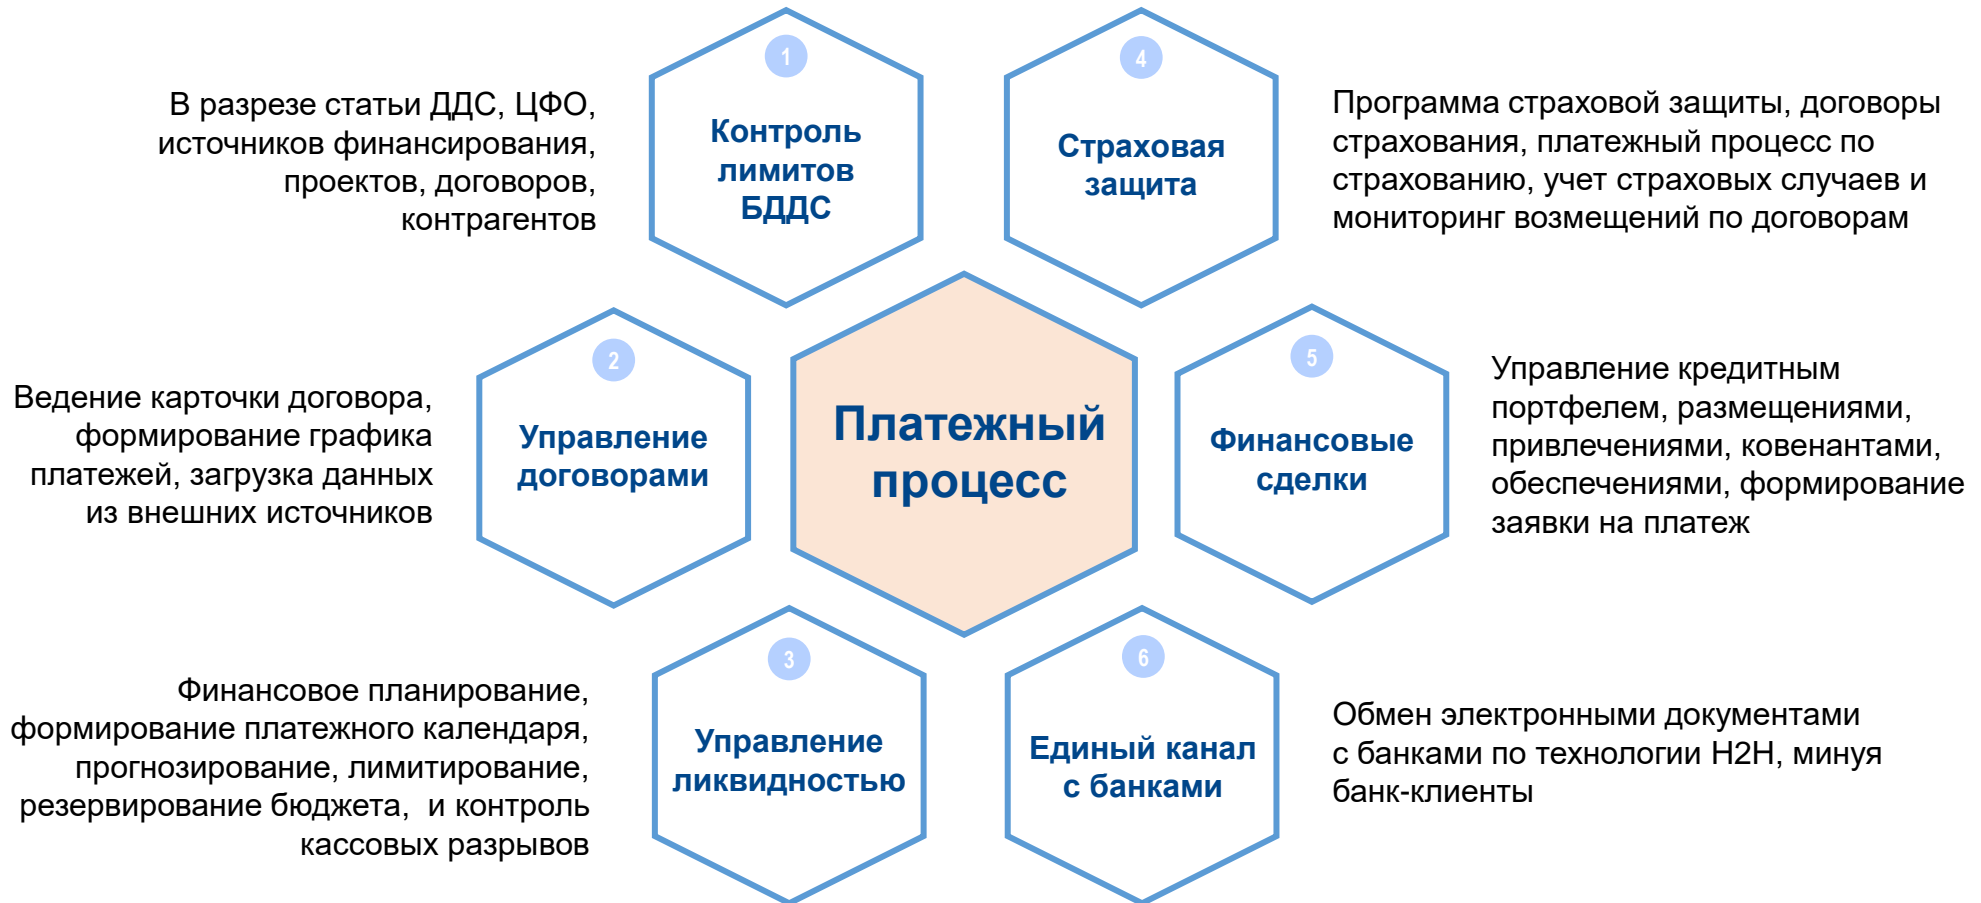 1
Контроль
лимитов
БДДС
В разрезе статьи ДДС, ЦФО,
источников финансирования,
проектов, договоров,
контрагентов
4
Страховая
защита
Программа страховой защиты, договоры
страхования, платежный процесс по
страхованию, учет страховых случаев и
мониторинг возмещений по договорам
2
Управление
договорами
Ведение карточки договора,
формирование графика
платежей, загрузка данных
из внешних источников
Платежный
процесс
5
Финансовые
сделки
Управление кредитным
портфелем, размещениями,
привлечениями, ковенантами,
обеспечениями, формирование
заявки на платеж
3
Управление
ликвидностью
Финансовое планирование,
формирование платежного календаря,
прогнозирование, лимитирование,
резервирование бюджета,  и контроль
кассовых разрывов
6
Единый канал
с банками
Обмен электронными документами
с банками по технологии H2H, минуя
банк-клиенты